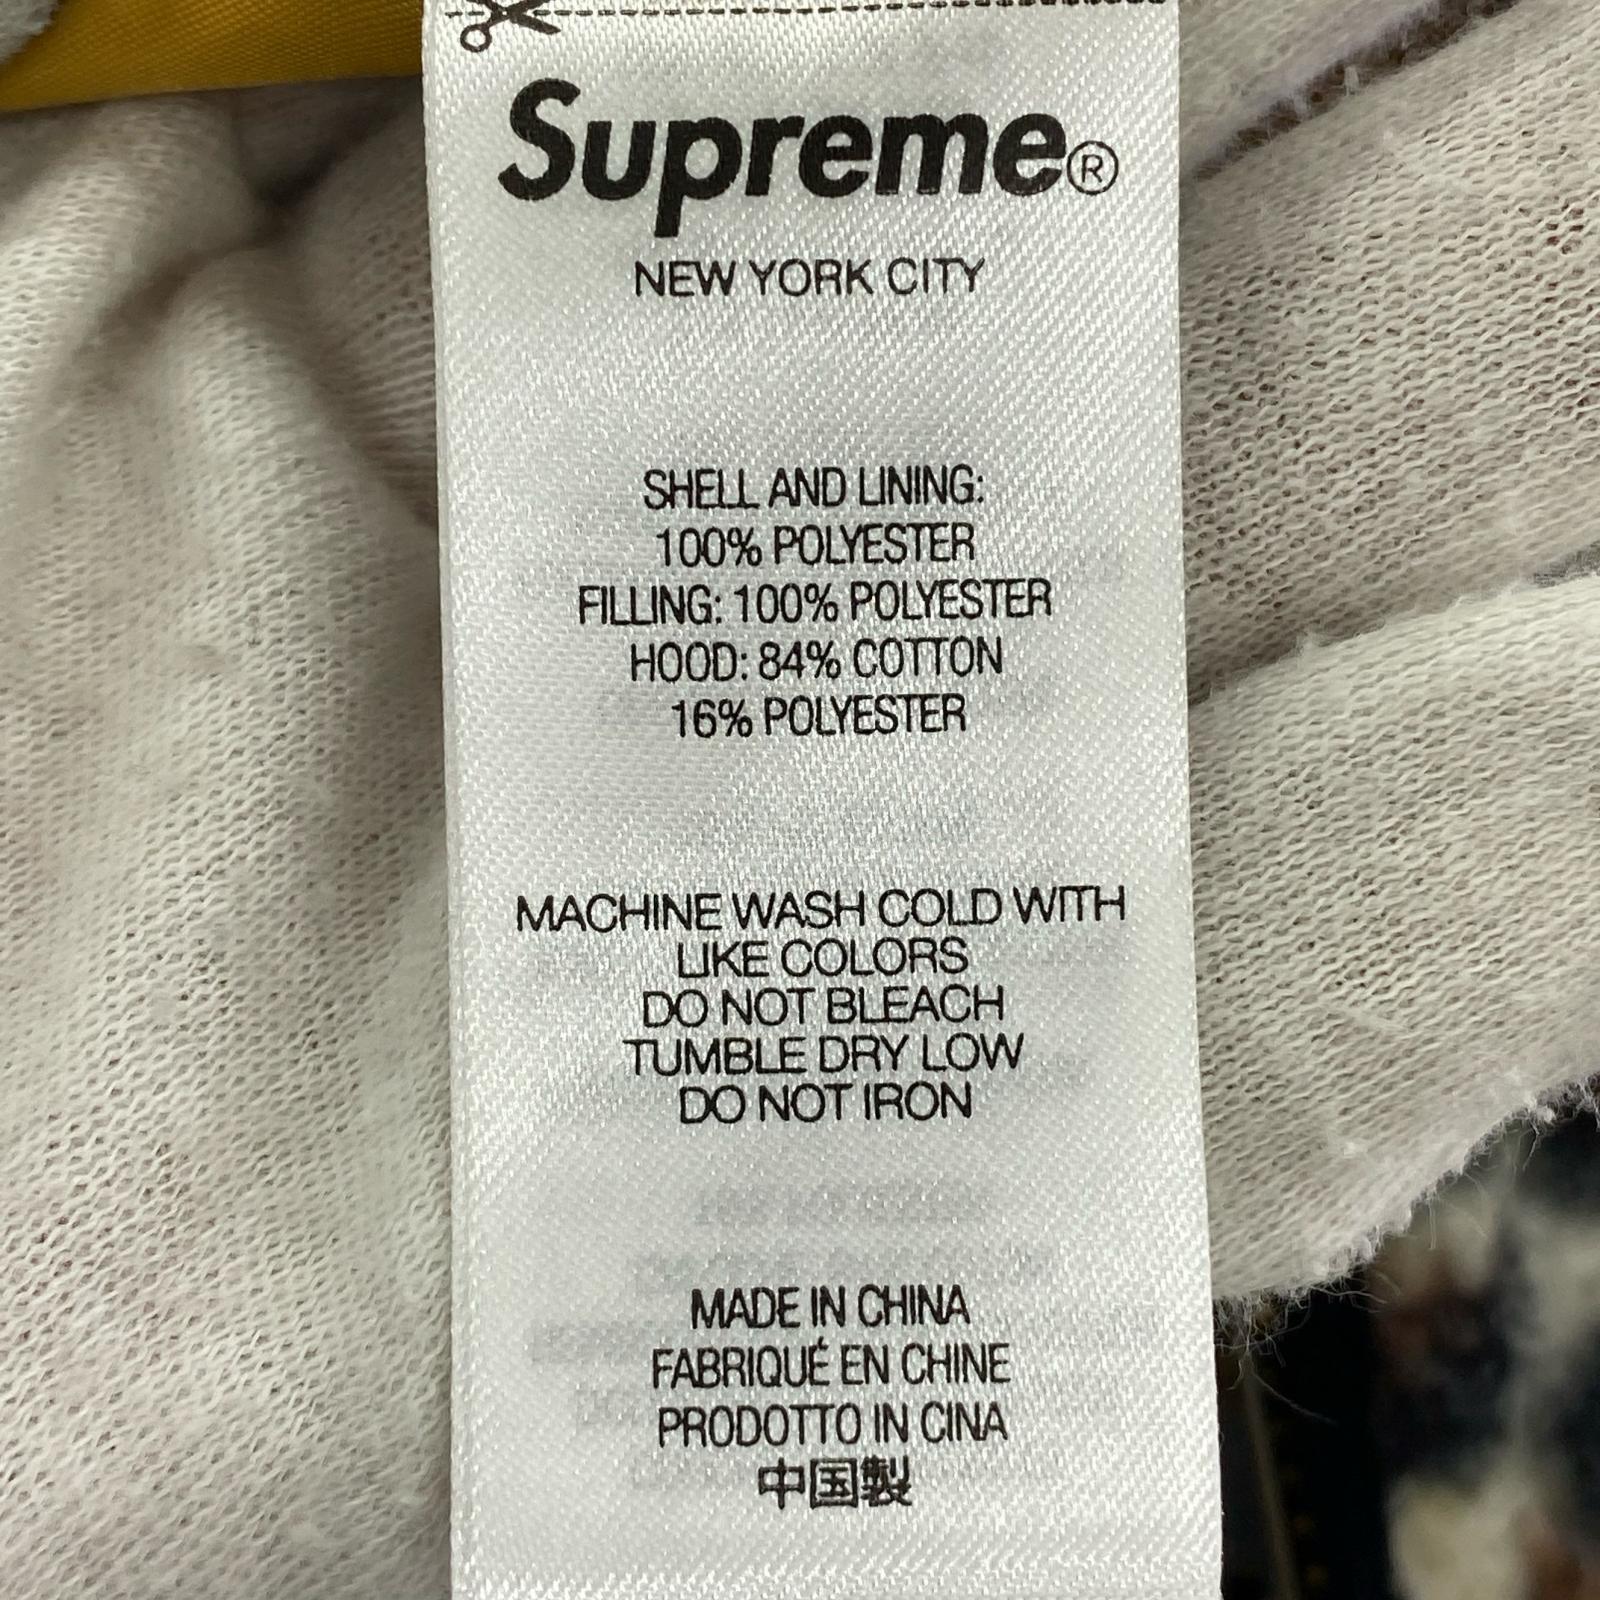 Supreme®
NEW YORK CITY
SHELL AND LINING:
100% POLYESTER
FILLING: 100% POLYESTER
HOOD: 84% COTTON
16% POLYESTER
MACHINE WASH COLD WITH
LIKE COLORS
DO NOT BLEACH
TUMBLE DRY LOW
DO NOT IRON
MADE IN CHINA
FABRIQUÉ EN CHINE
PRODOTTO IN CINA
中国製